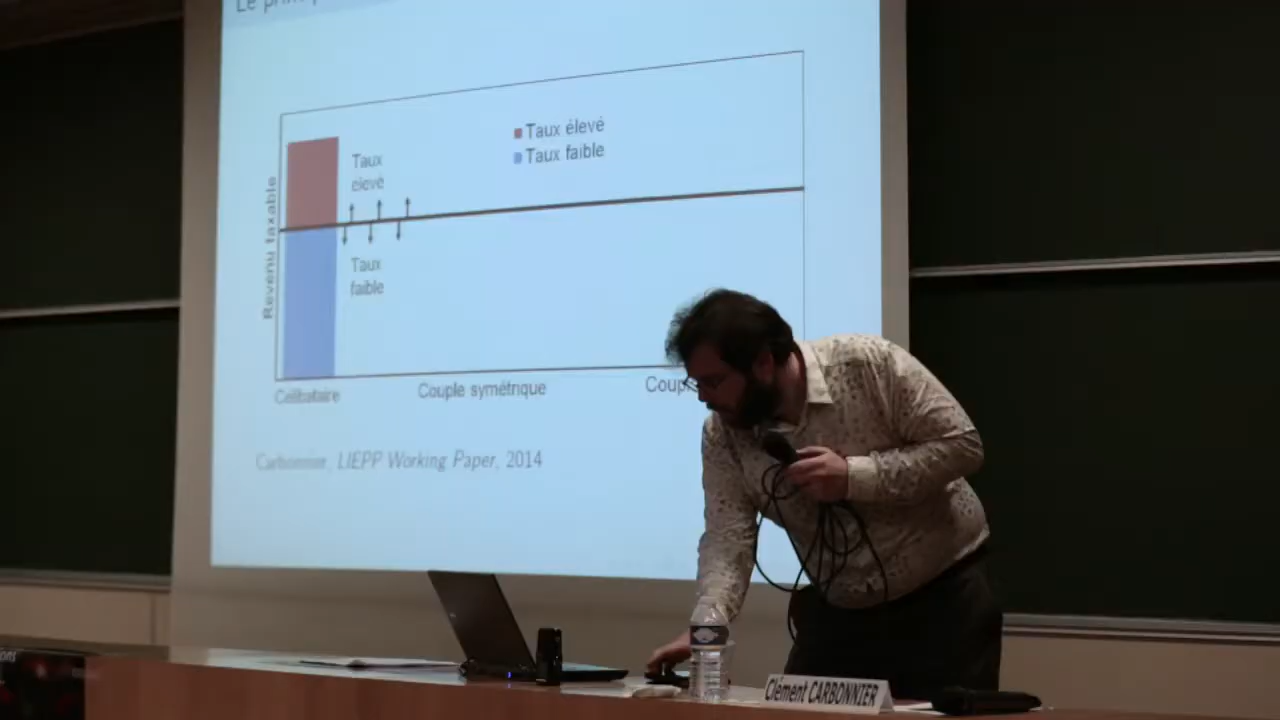 Le
Taux élevé
Taux faible
Taux
élevé
Taux
faible
Revenu taxable
Célibataire
Couple symétrique
Carbonnier, LIEPP Working Paper, 2014
Clément CARBONNIER